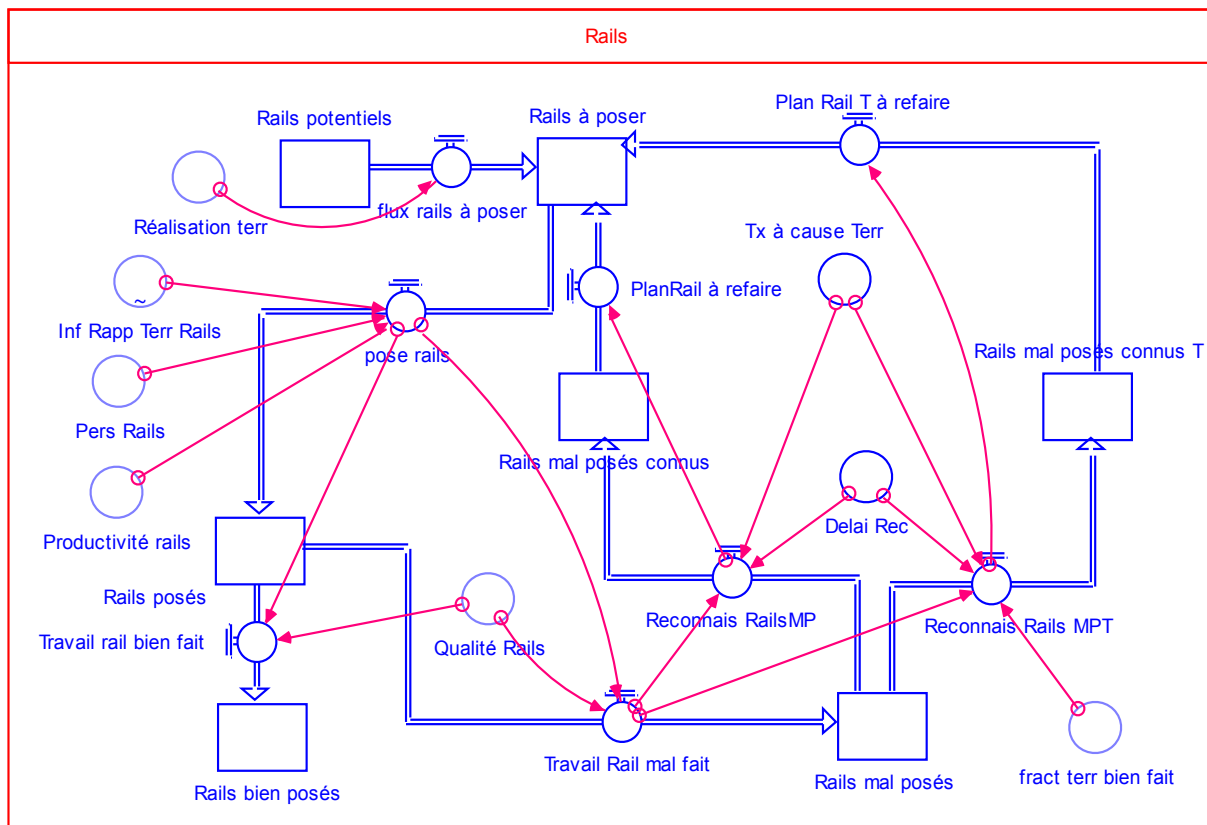 Rails
Plan Rail T à refaire
Rails potentiels
Rails à poser
flux rails à poser
Réalisation terr
Tx à cause Terr
PlanRail à refaire
~
Inf Rapp Terr Rails
pose rails
Rails mal posés connus T
Pers Rails
Rails mal posés connus
Productivité rails
Delai Rec
Rails posés
Travail rail bien fait
Qualité Rails
Reconnais RailsMP
Reconnais Rails MPT
Travail Rail mal fait
Rails bien posés
Rails mal posés
fract terr bien fait